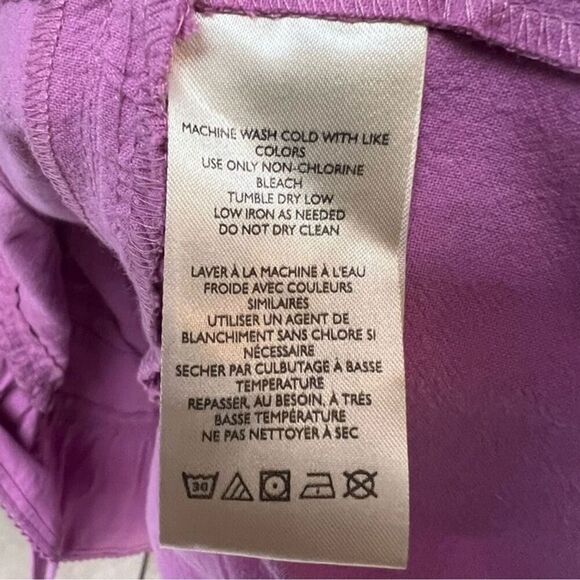 MACHINE WASH COLD WITH LIKE
COLORS
USE ONLY NON-CHLORINE
BLEACH
TUMBLE DRY LOW
LOW IRON AS NEEDED
DO NOT DRY CLEAN
LAVER À LA MACHINE À L'EAU
FROIDE AVEC COULEURS
SIMILAIRES
UTILISER UN AGENT DE
BLANCHIMENT SANS CHLORE SI
NÉCESSAIRE
SECHER PAR CULBUTAGE À BASSE
TEMPERATURE
REPASSER, AU BESOIN, À TRÈS
BASSE TEMPÉRATURE
NE PAS NETTOYER À SEC
30